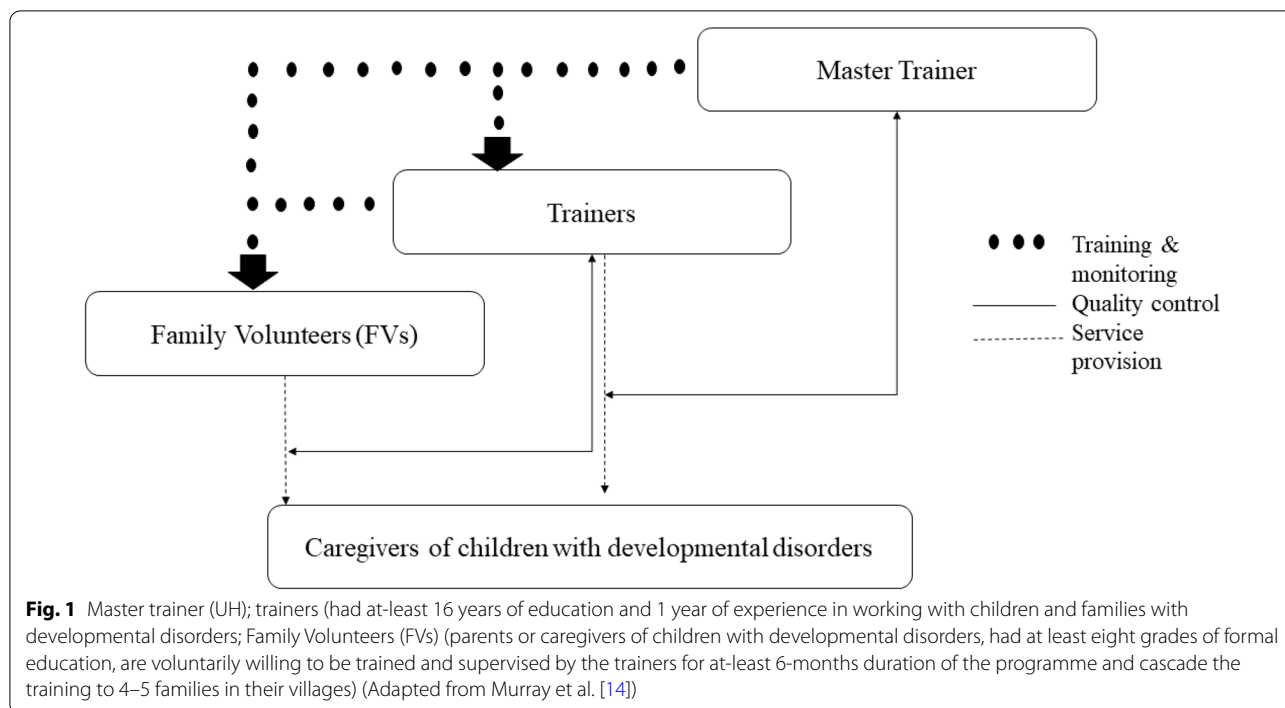 Master Trainer
Trainers
Training &
monitoring
Quality control
Service
provision
Family Volunteers (FVs)
Caregivers of children with developmental disorders
Fig. 1 Master trainer (UH); trainers (had at-least 16 years of education and 1 year of experience in working with children and families with
developmental disorders; Family Volunteers (FVs) (parents or caregivers of children with developmental disorders, had at least eight grades of formal
education, are voluntarily willing to be trained and supervised by the trainers for at-least 6-months duration of the programme and cascade the
training to 4–5 families in their villages) (Adapted from Murray et al. [14])